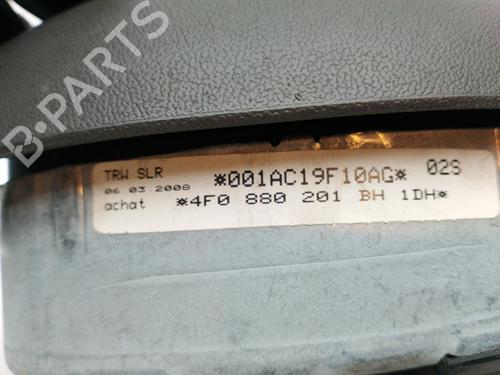 TRW SLR *001AC19F10AG* 02S
06.03.2008
achat *4F0 880 201 BH 1DH*
B-PARTS